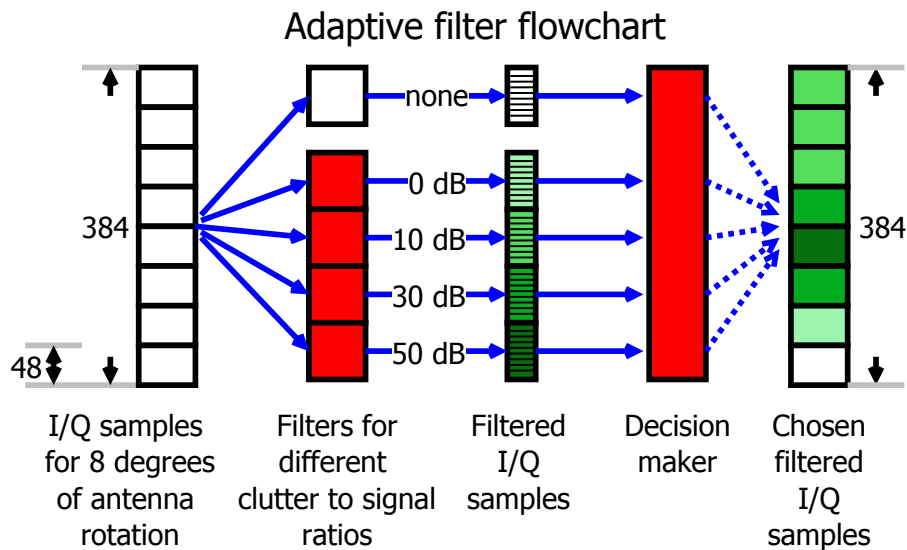 Adaptive filter flowchart
none
0 dB
384
10 dB
384
30 dB
48
50 dB
I/Q samples
for 8 degrees
of antenna
rotation
Filters for
different
clutter to signal
ratios
Filtered
I/Q
samples
Decision
maker
Chosen
filtered
I/Q
samples